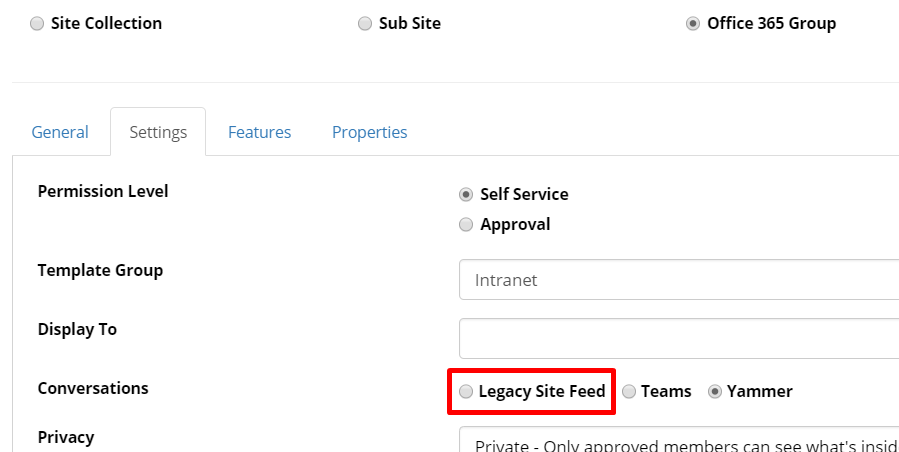 Site Collection Sub Site Office 365 Group
General Settings Features Properties
Permission Level Self Service
Approval
Template Group Intranet
Display To
Conversations Legacy Site Feed Teams Yammer
Privacy Private - Only approved members can see what's insid